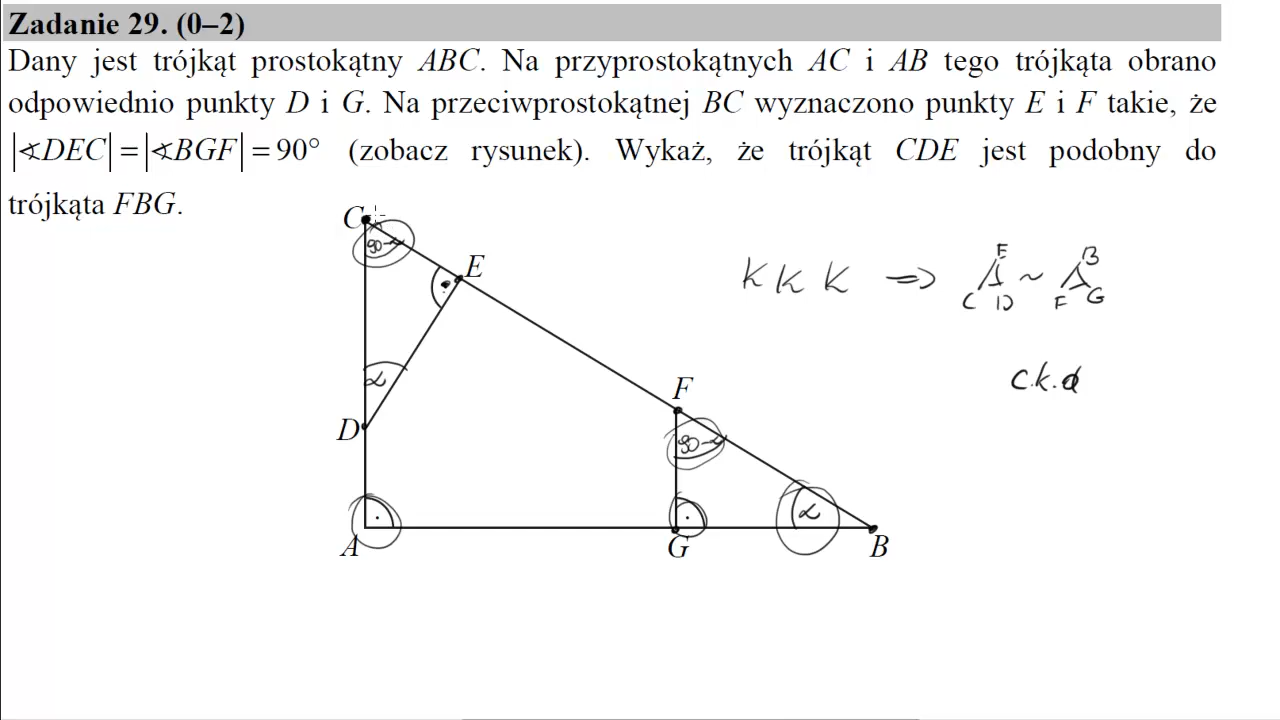 Zadanie 29. (0–2)
Dany jest trójkąt prostokątny ABC. Na przyprostokątnych AC i AB tego trójkąta obrano
odpowiednio punkty D i G. Na przeciwprostokątnej BC wyznaczono punkty E i F takie, że
|∢DEC| = |∢BGF| = 90° (zobacz rysunek). Wykaż, że trójkąt CDE jest podobny do
trójkąta FBG.
C
90-α
E
K K K ⇒ E C D ~ B F G
α
c.k.d
F
D
90-α
α
A
G
B